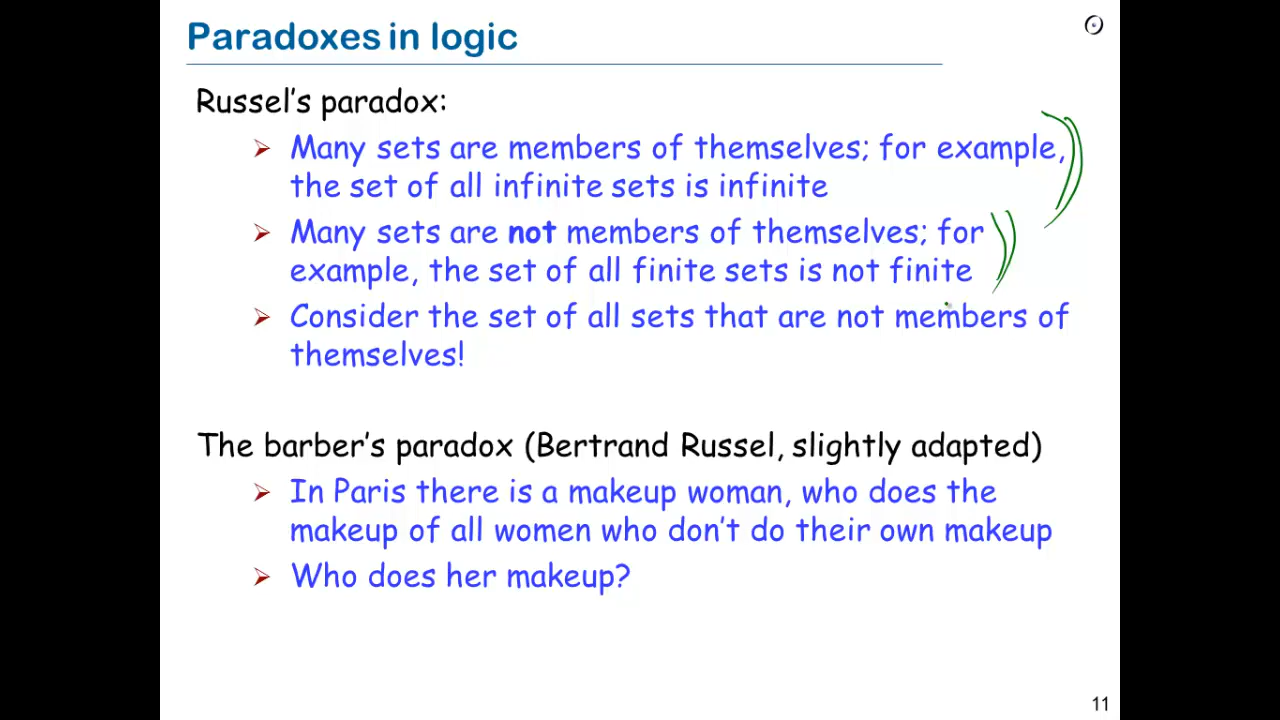 Paradoxes in logic
Russel's paradox:
Many sets are members of themselves; for example,
the set of all infinite sets is infinite
Many sets are not members of themselves; for
example, the set of all finite sets is not finite
Consider the set of all sets that are not members of
themselves!
The barber's paradox (Bertrand Russel, slightly adapted)
In Paris there is a makeup woman, who does the
makeup of all women who don't do their own makeup
Who does her makeup?
11